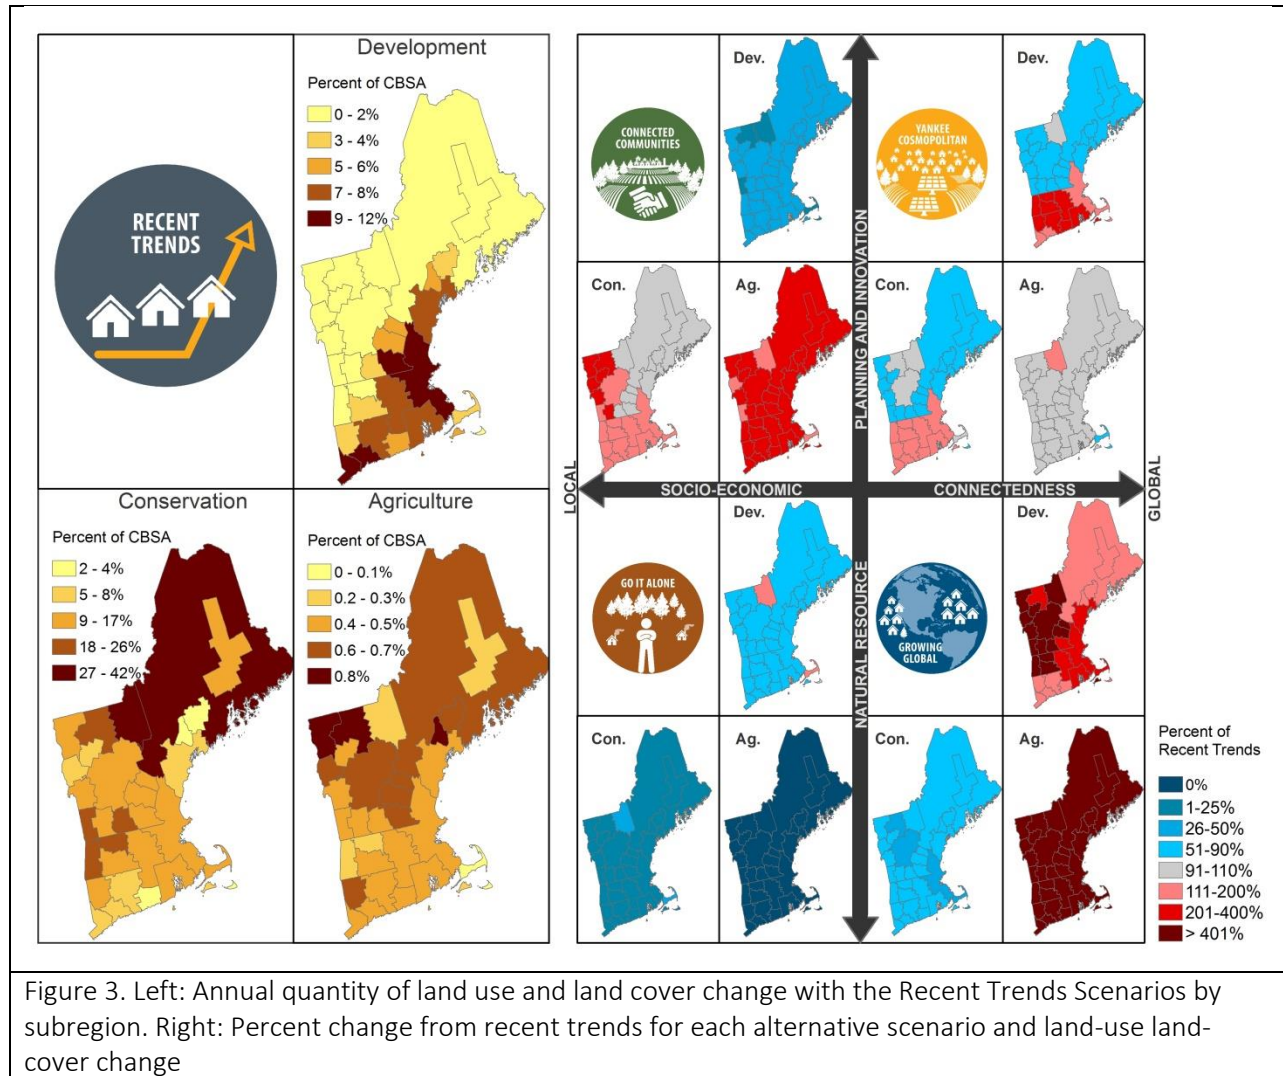 RECENT
TRENDS
Development
Percent of CBSA
0 - 2%
3 - 4%
5 - 6%
7 - 8%
9 - 12%
Conservation
Percent of CBSA
2 - 4%
5 - 8%
9 - 17%
18 - 26%
27 - 42%
Agriculture
Percent of CBSA
0 - 0.1%
0.2 - 0.3%
0.4 - 0.5%
0.6 - 0.7%
0.8%
CONNECTED
COMMUNITIES
Dev.
Con.
Ag.
YANKEE
COSMOPOLITAN
Dev.
Con.
Ag.
PLANNING AND INNOVATION
NATURAL RESOURCE
LOCAL
SOCIO-ECONOMIC
CONNECTEDNESS
GLOBAL
GO IT ALONE
Dev.
Con.
Ag.
GROWING
GLOBAL
Dev.
Con.
Ag.
Percent of
Recent Trends
0%
1-25%
26-50%
51-90%
91-110%
111-200%
201-400%
> 401%
Figure 3. Left: Annual quantity of land use and land cover change with the Recent Trends Scenarios by
subregion. Right: Percent change from recent trends for each alternative scenario and land-use land-
cover change